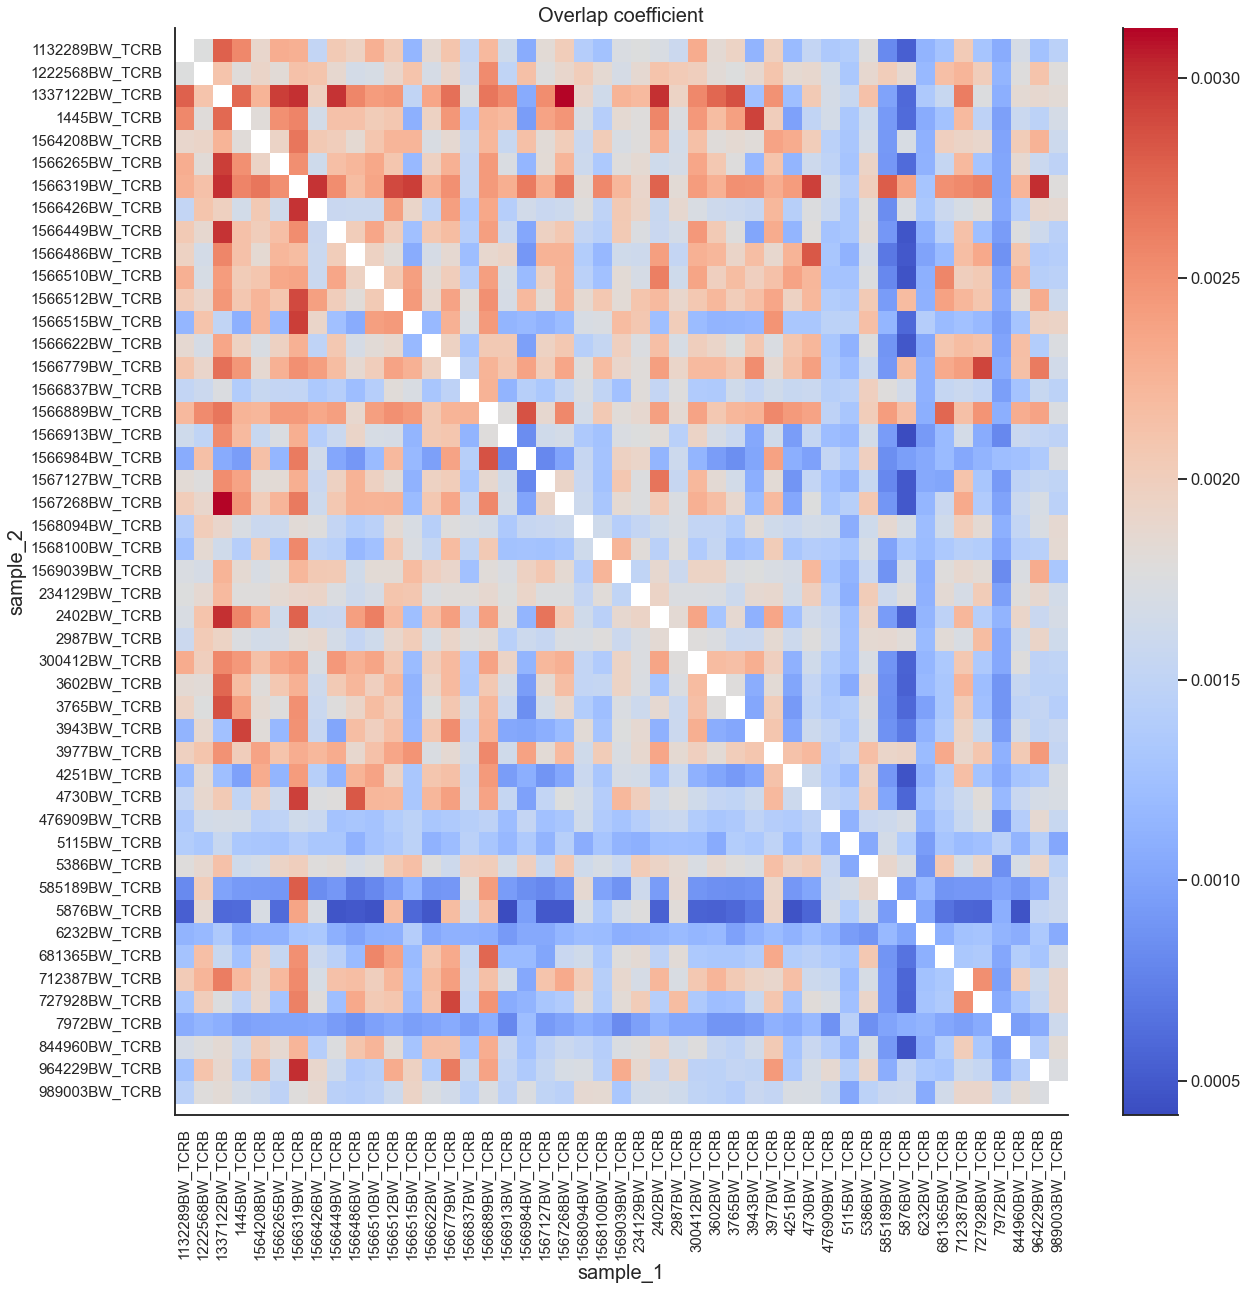 Overlap coefficient
sample_2
1132289BW_TCRB
1222568BW_TCRB
1337122BW_TCRB
1445BW_TCRB
1564208BW_TCRB
1566265BW_TCRB
1566319BW_TCRB
1566426BW_TCRB
1566449BW_TCRB
1566486BW_TCRB
1566510BW_TCRB
1566512BW_TCRB
1566515BW_TCRB
1566622BW_TCRB
1566779BW_TCRB
1566837BW_TCRB
1566889BW_TCRB
1566913BW_TCRB
1566984BW_TCRB
1567127BW_TCRB
1567268BW_TCRB
1568094BW_TCRB
1568100BW_TCRB
1569039BW_TCRB
234129BW_TCRB
2402BW_TCRB
2987BW_TCRB
300412BW_TCRB
3602BW_TCRB
3765BW_TCRB
3943BW_TCRB
3977BW_TCRB
4251BW_TCRB
4730BW_TCRB
476909BW_TCRB
5115BW_TCRB
5386BW_TCRB
585189BW_TCRB
5876BW_TCRB
6232BW_TCRB
681365BW_TCRB
712387BW_TCRB
727928BW_TCRB
7972BW_TCRB
844960BW_TCRB
964229BW_TCRB
989003BW_TCRB
1132289BW_TCRB
1222568BW_TCRB
1337122BW_TCRB
1445BW_TCRB
1564208BW_TCRB
1566265BW_TCRB
1566319BW_TCRB
1566426BW_TCRB
1566449BW_TCRB
1566486BW_TCRB
1566510BW_TCRB
1566512BW_TCRB
1566515BW_TCRB
1566622BW_TCRB
1566779BW_TCRB
1566837BW_TCRB
1566889BW_TCRB
1566913BW_TCRB
1566984BW_TCRB
1567127BW_TCRB
1567268BW_TCRB
1568094BW_TCRB
1568100BW_TCRB
1569039BW_TCRB
234129BW_TCRB
2402BW_TCRB
2987BW_TCRB
300412BW_TCRB
3602BW_TCRB
3765BW_TCRB
3943BW_TCRB
3977BW_TCRB
4251BW_TCRB
4730BW_TCRB
476909BW_TCRB
5115BW_TCRB
5386BW_TCRB
585189BW_TCRB
5876BW_TCRB
6232BW_TCRB
681365BW_TCRB
712387BW_TCRB
727928BW_TCRB
7972BW_TCRB
844960BW_TCRB
964229BW_TCRB
989003BW_TCRB
sample_1
0.0030
0.0025
0.0020
0.0015
0.0010
0.0005